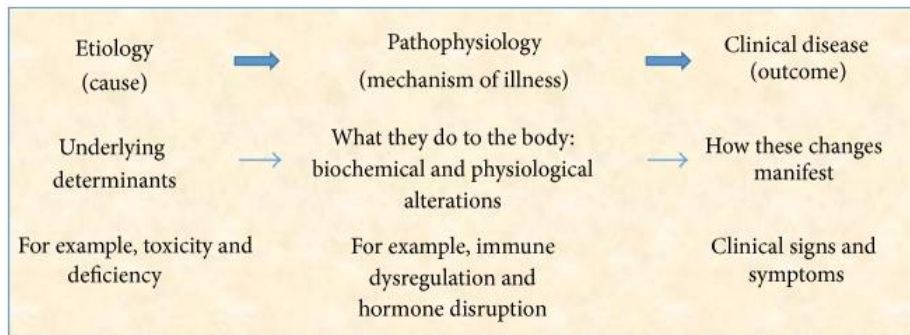 Etiology
(cause)
Pathophysiology
(mechanism of illness)
Clinical disease
(outcome)
Underlying
determinants
What they do to the body:
biochemical and physiological
alterations
How these changes
manifest
For example, toxicity and
deficiency
For example, immune
dysregulation and
hormone disruption
Clinical signs and
symptoms